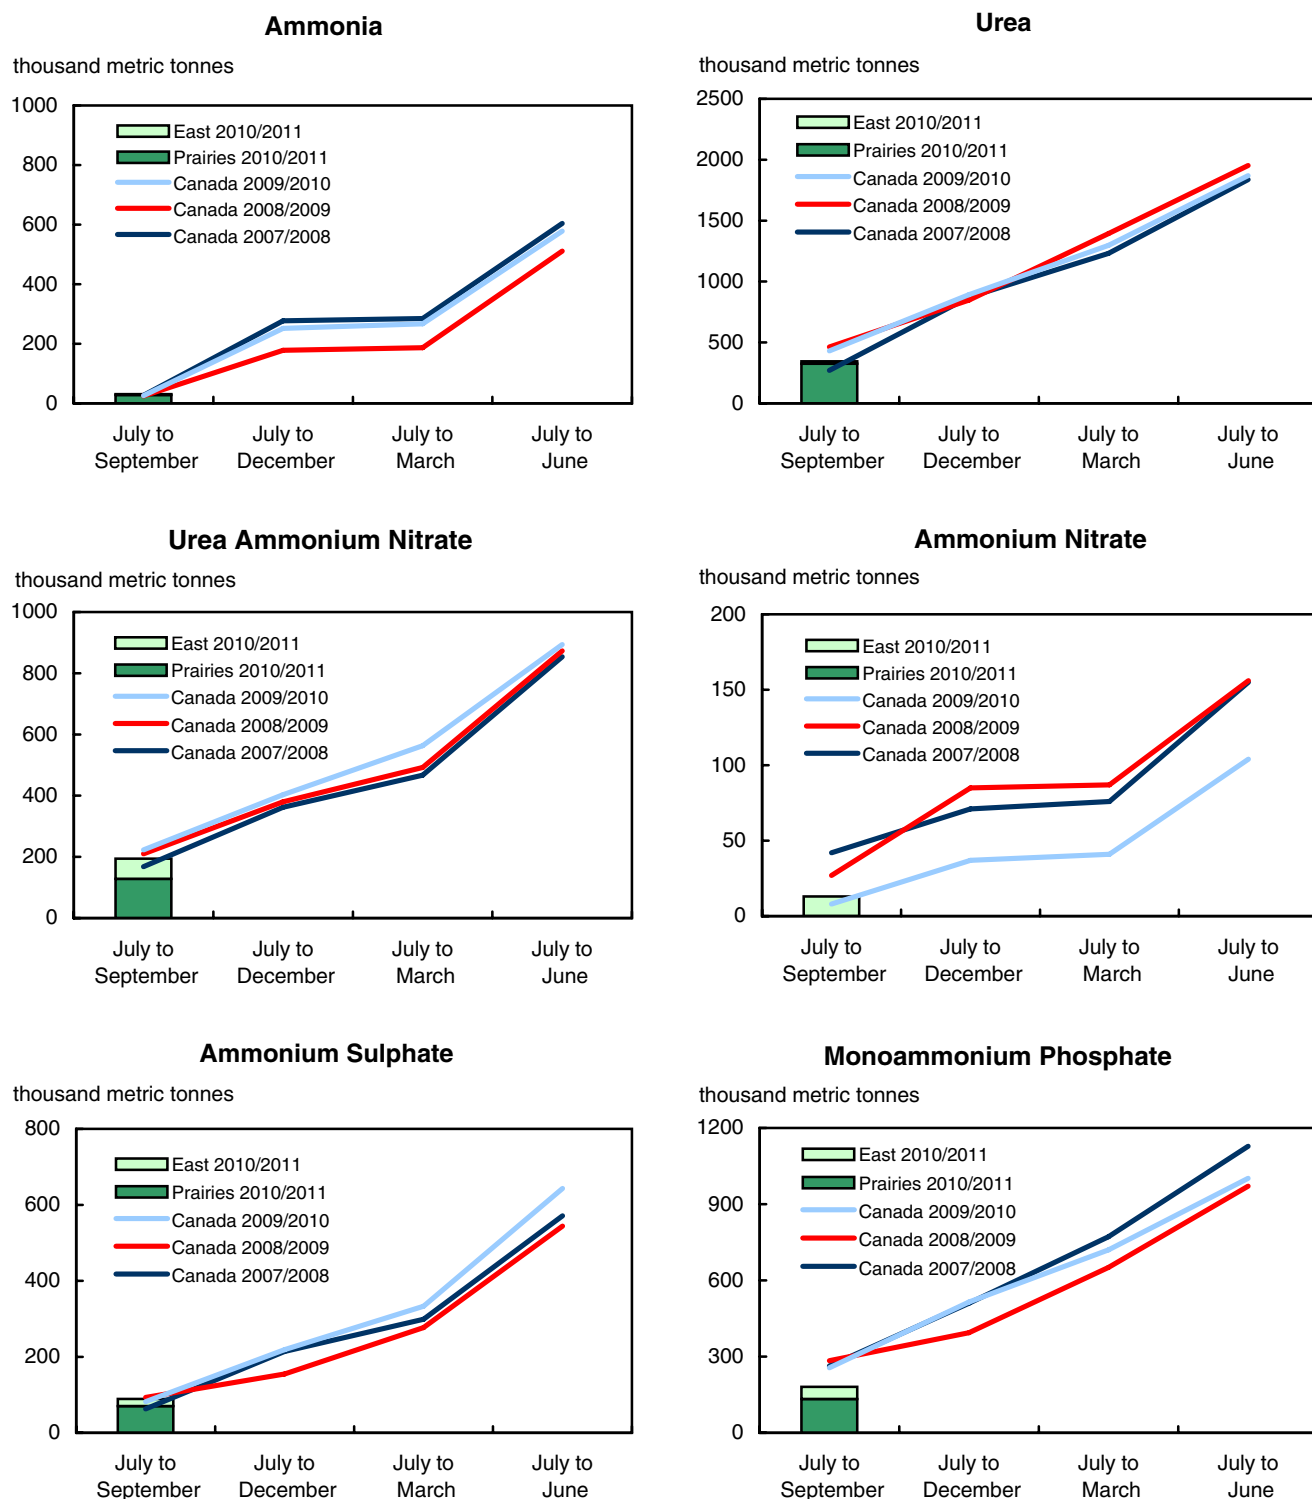 Ammonia
thousand metric tonnes
1000
800
600
400
200
0
East 2010/2011
Prairies 2010/2011
Canada 2009/2010
Canada 2008/2009
Canada 2007/2008
July to September
July to December
July to March
July to June
Urea
thousand metric tonnes
2500
2000
1500
1000
500
0
East 2010/2011
Prairies 2010/2011
Canada 2009/2010
Canada 2008/2009
Canada 2007/2008
July to September
July to December
July to March
July to June
Urea Ammonium Nitrate
thousand metric tonnes
1000
800
600
400
200
0
East 2010/2011
Prairies 2010/2011
Canada 2009/2010
Canada 2008/2009
Canada 2007/2008
July to September
July to December
July to March
July to June
Ammonium Nitrate
thousand metric tonnes
200
150
100
50
0
East 2010/2011
Prairies 2010/2011
Canada 2009/2010
Canada 2008/2009
Canada 2007/2008
July to September
July to December
July to March
July to June
Ammonium Sulphate
thousand metric tonnes
800
600
400
200
0
East 2010/2011
Prairies 2010/2011
Canada 2009/2010
Canada 2008/2009
Canada 2007/2008
July to September
July to December
July to March
July to June
Monoammonium Phosphate
thousand metric tonnes
1200
900
600
300
0
East 2010/2011
Prairies 2010/2011
Canada 2009/2010
Canada 2008/2009
Canada 2007/2008
July to September
July to December
July to March
July to June